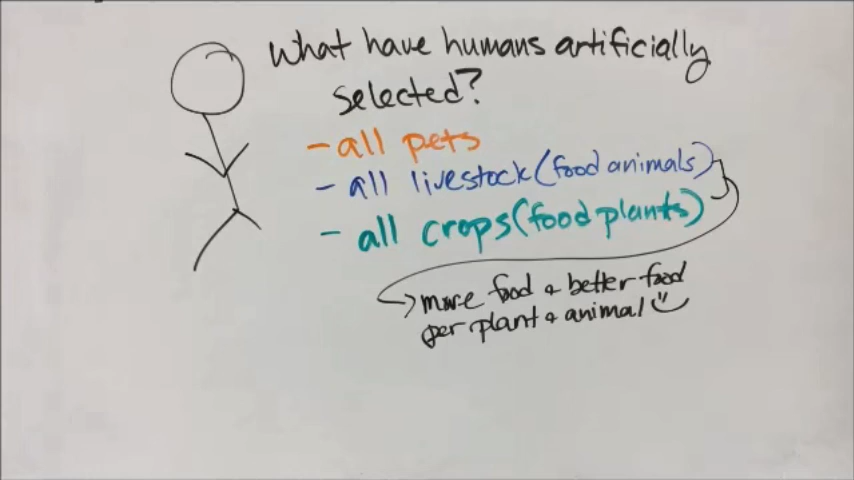 What have humans artificially
selected?
- all pets
- all livestock (food animals)
- all crops (food plants)
more food & better food
per plant & animal